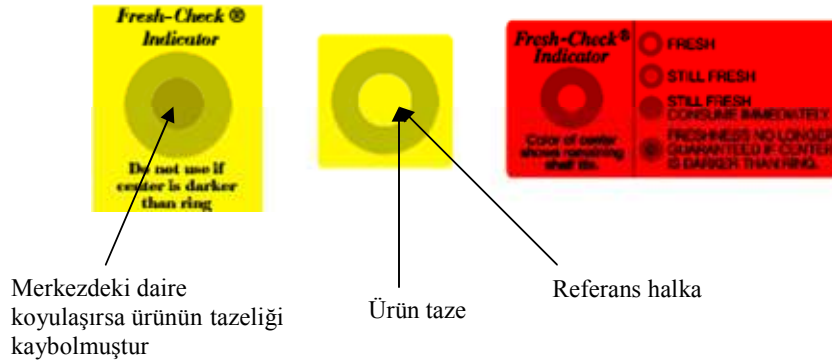 Fresh-Check ®
Indicator
Do not use if
center is darker
than ring
Fresh-Check®
Indicator
Color of center
shows remaining
shelf life.
FRESH
STILL FRESH
STILL FRESH
CONSUME IMMEDIATELY
FRESHNESS NO LONGER
GUARANTEED IF CENTER
IS DARKER THAN RING.
Merkezdeki daire
koyulaşırsa ürünün tazeliği
kaybolmuştur
Ürün taze
Referans halka